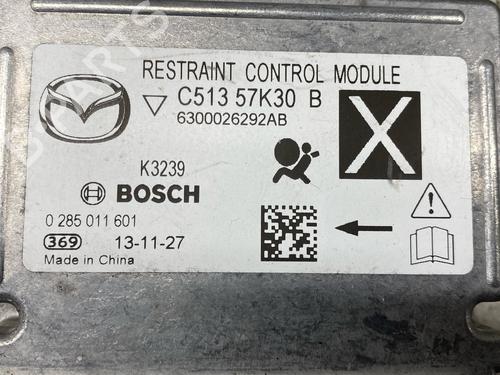 RESTRAINT CONTROL MODULE
C513 57K30 B
6300026292AB
X
K3239
BOSCH
0 285 011 601
369 13-11-27
Made in China